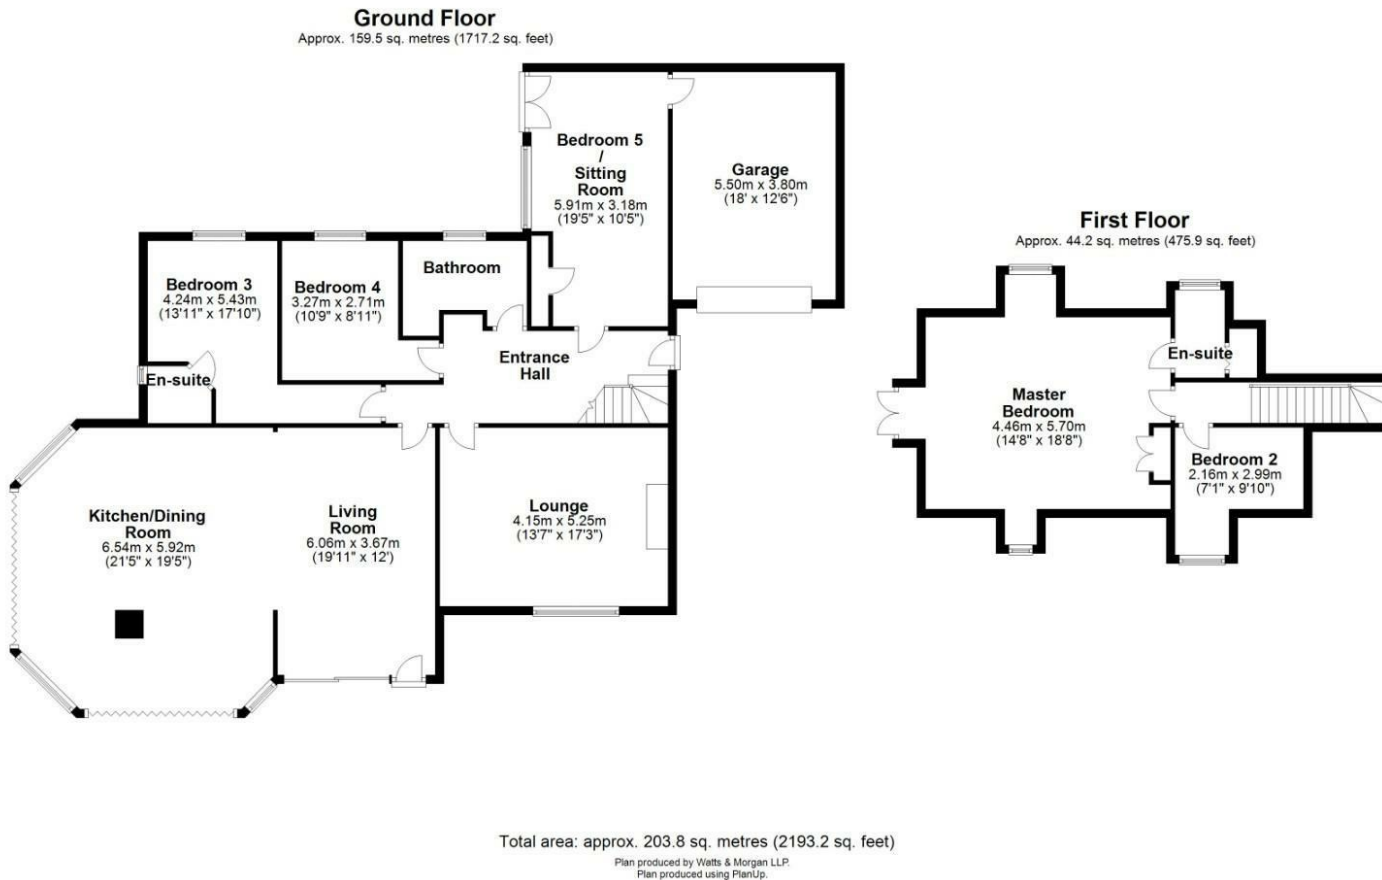 Ground Floor
Approx. 159.5 sq. metres (1717.2 sq. feet)
Bedroom 5
/
Sitting
Room
5.91m x 3.18m
(19'5" x 10'5")
Garage
5.50m x 3.80m
(18' x 12'6")
Bedroom 3
4.24m x 5.43m
(13'11" x 17'10")
Bedroom 4
3.27m x 2.71m
(10'9" x 8'11")
Bathroom
En-suite
Entrance
Hall
Kitchen/Dining
Room
6.54m x 5.92m
(21'5" x 19'5")
Living
Room
6.06m x 3.67m
(19'11" x 12')
Lounge
4.15m x 5.25m
(13'7" x 17'3")
First Floor
Approx. 44.2 sq. metres (475.9 sq. feet)
En-suite
Master
Bedroom
4.46m x 5.70m
(14'8" x 18'8")
Bedroom 2
2.16m x 2.99m
(7'1" x 9'10")
Total area: approx. 203.8 sq. metres (2193.2 sq. feet)
Plan produced by Watts & Morgan LLP.
Plan produced using PlanUp.